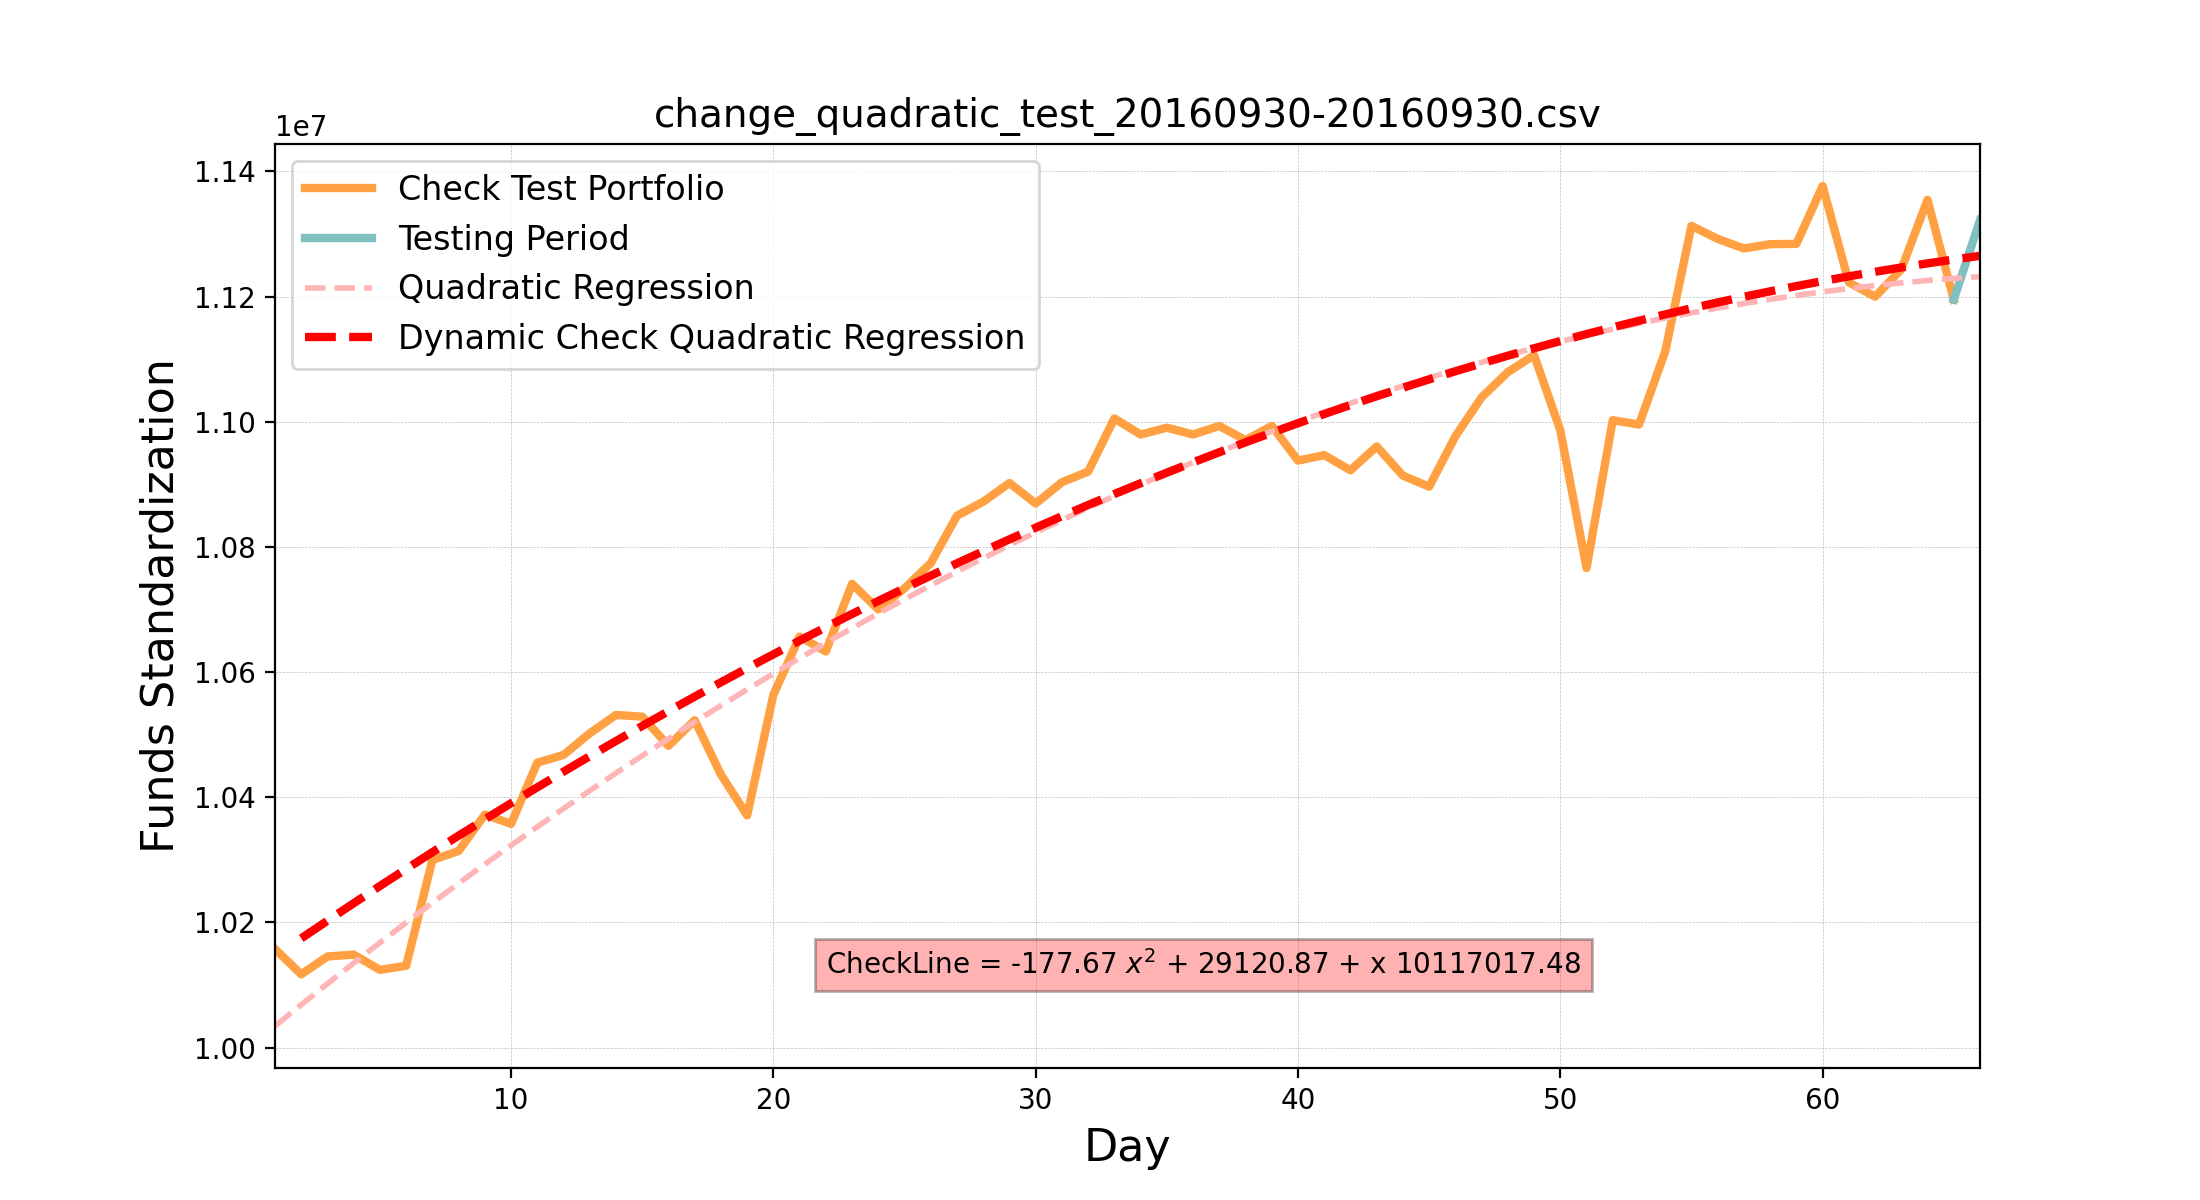 change_quadratic_test_20160930-20160930.csv
1e7
Check Test Portfolio
Testing Period
Quadratic Regression
Dynamic Check Quadratic Regression
1.14
1.12
1.10
1.08
1.06
1.04
1.02
1.00
Funds Standardization
CheckLine = -177.67 x² + 29120.87 + x 10117017.48
10 20 30 40 50 60
Day